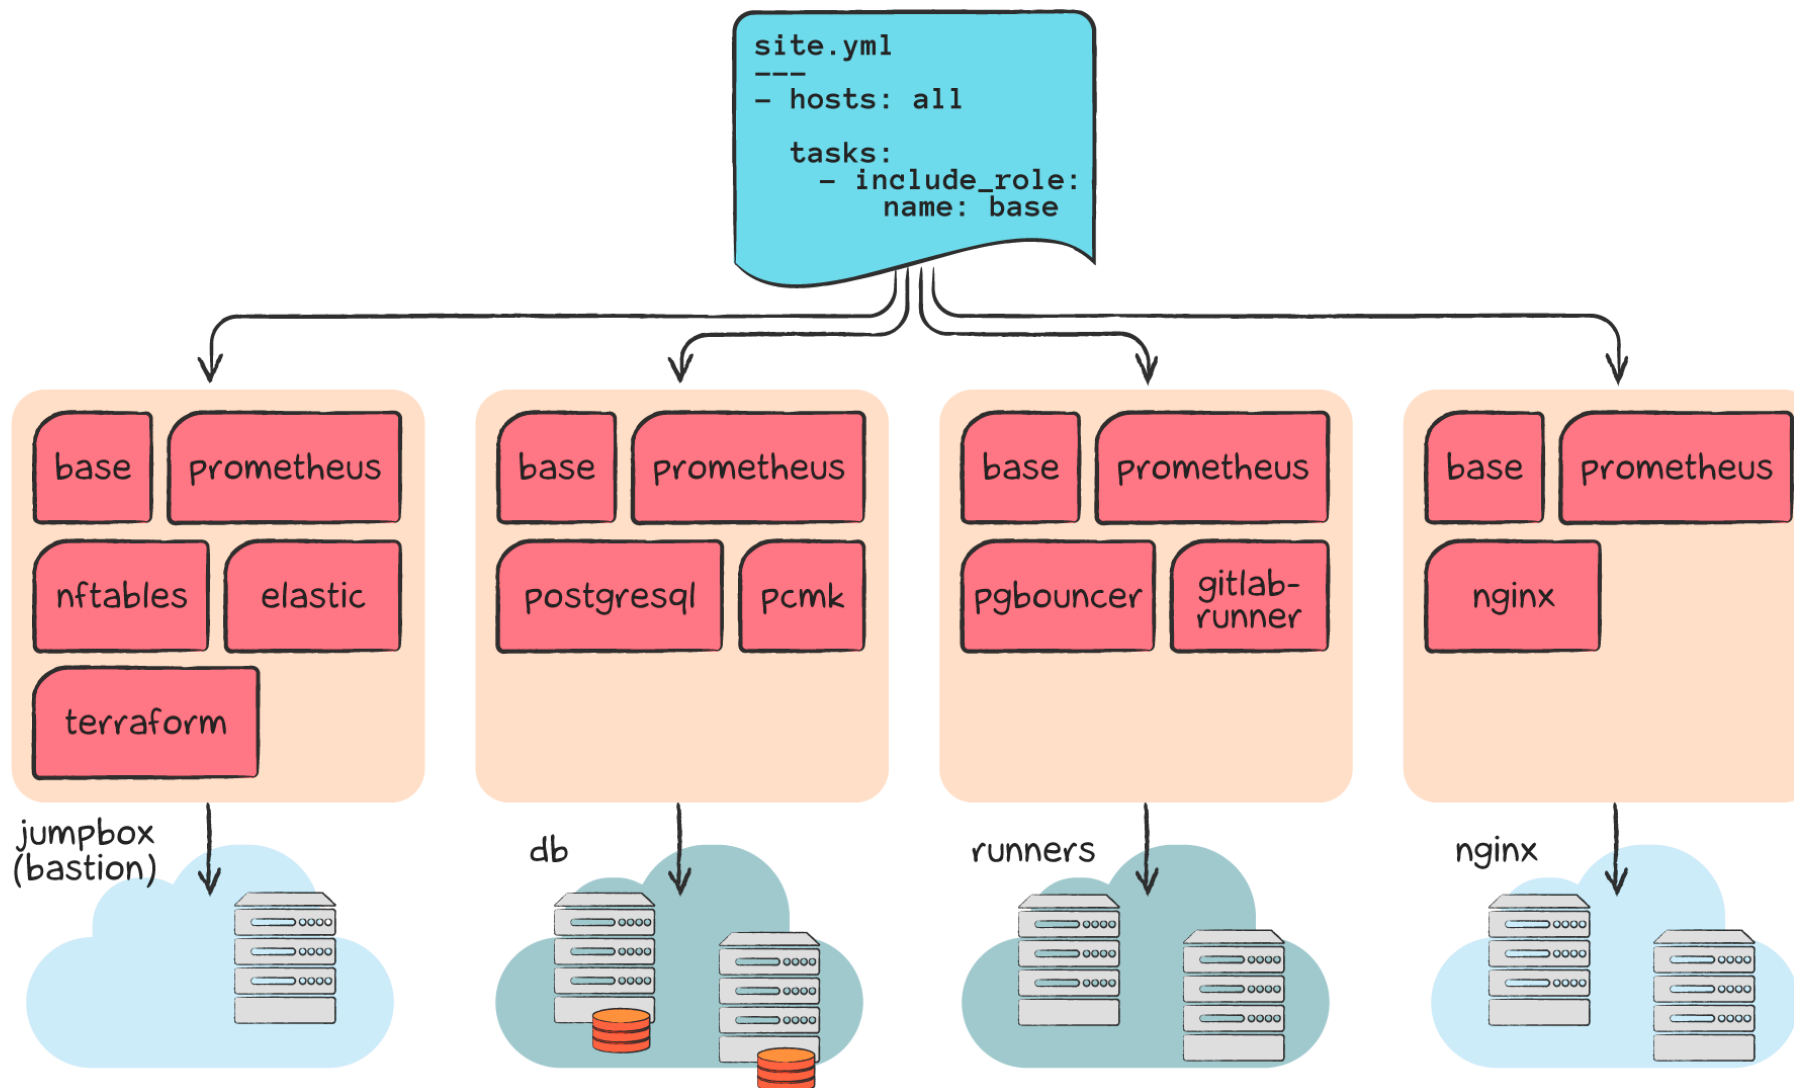 site.yml
---
- hosts: all
tasks:
- include_role:
name: base
base
prometheus
nftables
elastic
terraform
base
prometheus
postgresql
pcmk
base
prometheus
pgbouncer
gitlab-
runner
base
prometheus
nginx
jumpbox
(bastion)
db
runners
nginx